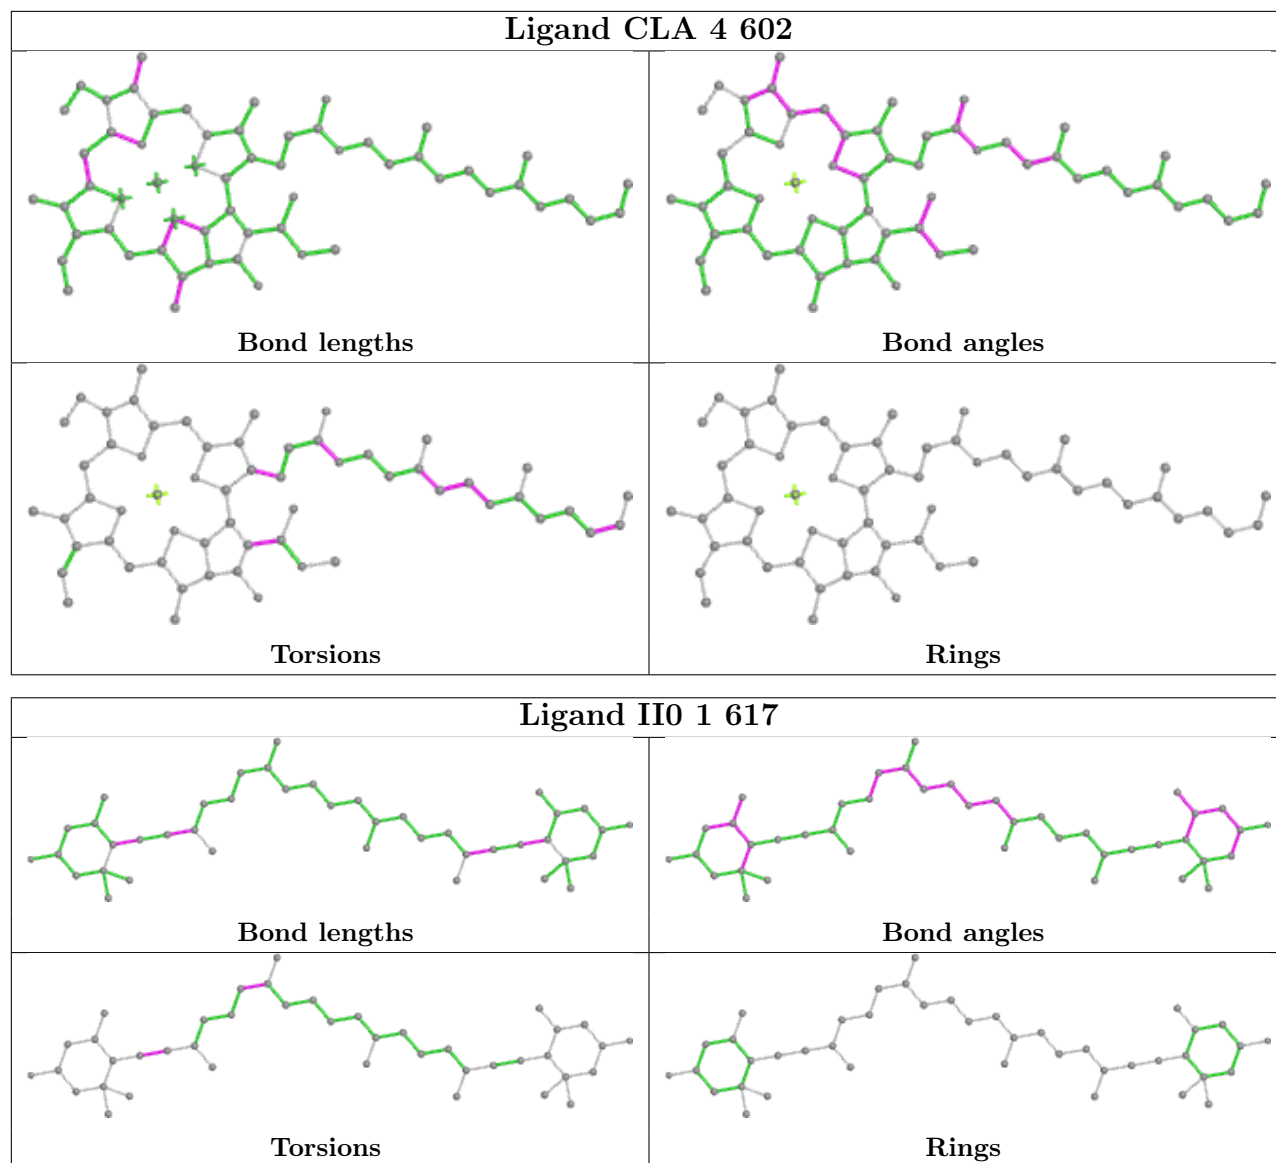 Ligand CLA 4 602
Bond lengths
Bond angles
Torsions
Rings
Ligand II0 1 617
Bond lengths
Bond angles
Torsions
Rings